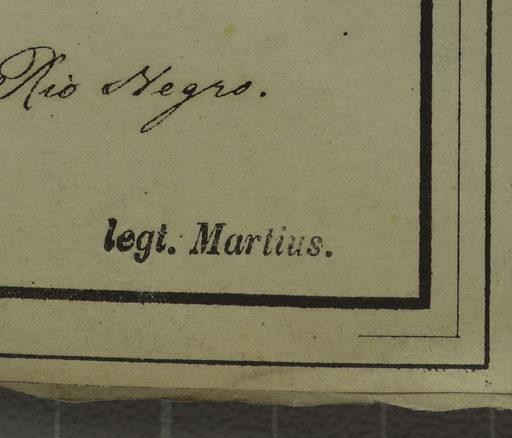 Rio Negro.
legt. Martius.